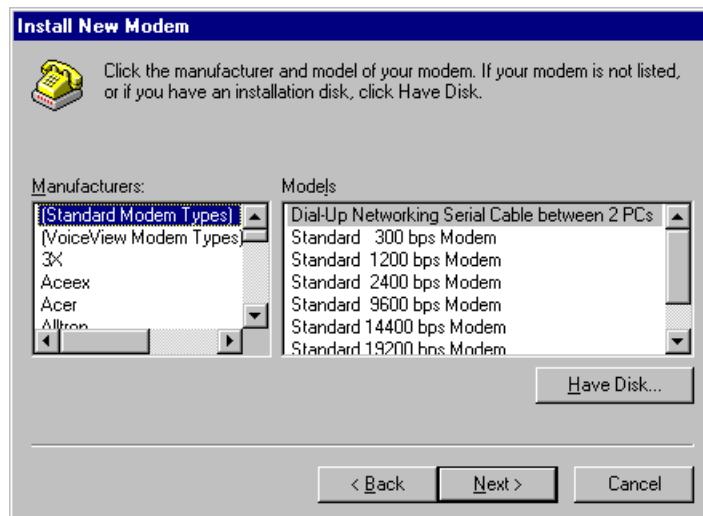 Install New Modem
Click the manufacturer and model of your modem. If your modem is not listed,
or if you have an installation disk, click Have Disk.
Manufacturers:
(Standard Modem Types)
(VoiceView Modem Types)
3X
Aceex
Acer
Alltron
Models
Dial-Up Networking Serial Cable between 2 PCs
Standard   300 bps Modem
Standard  1200 bps Modem
Standard  2400 bps Modem
Standard  9600 bps Modem
Standard 14400 bps Modem
Standard 19200 bps Modem
Have Disk...
< Back
Next >
Cancel